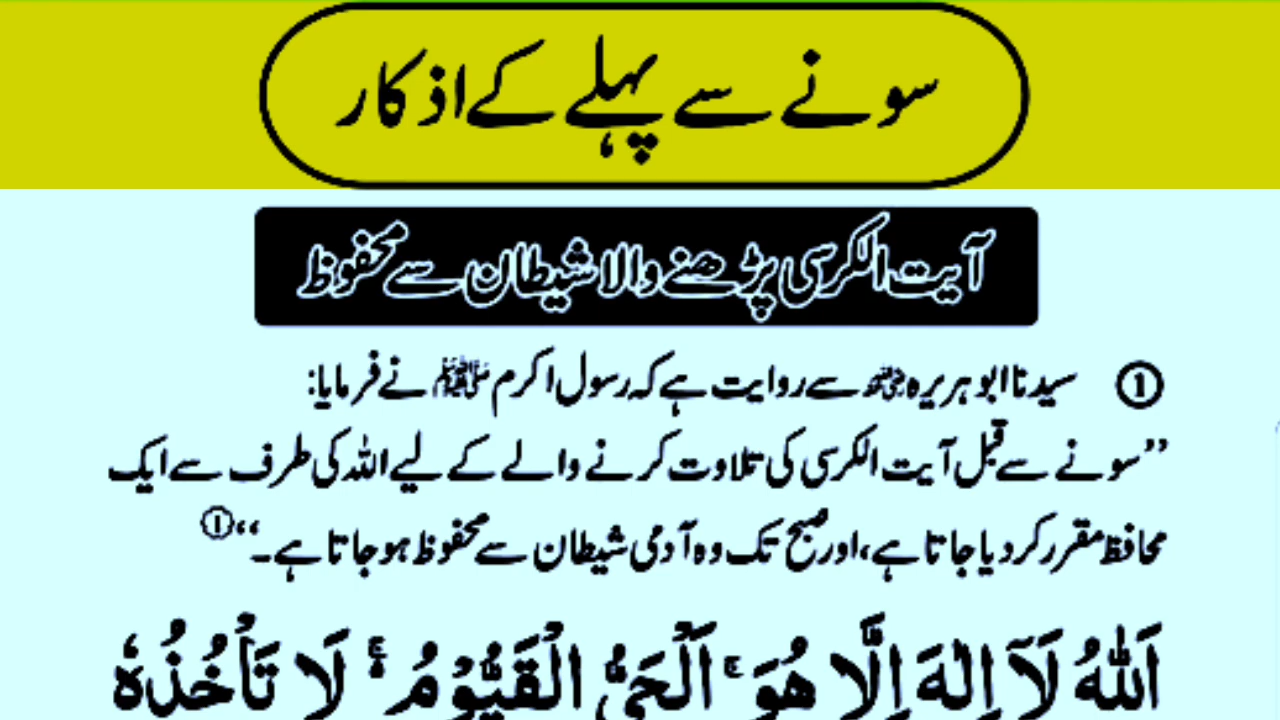 سونے سے پہلے کے اذکار
آیت الکرسی پڑھنے والا شیطان سے محفوظ
① سیدنا ابو ہریرہ رضی اللہ عنہ سے روایت ہے کہ رسول اکرم ﷺ نے فرمایا:
’’سونے سے قبل آیت الکرسی کی تلاوت کرنے والے کے لیے اللہ کی طرف سے ایک
محافظ مقرر کر دیا جاتا ہے، اور صبح تک وہ آدمی شیطان سے محفوظ ہو جاتا ہے۔‘‘①
اَللّٰهُ لَآ اِلٰهَ اِلَّا هُوَ ۚ اَلْحَيُّ الْقَيُّوْمُ ۚ لَا تَاْخُذُهٗ